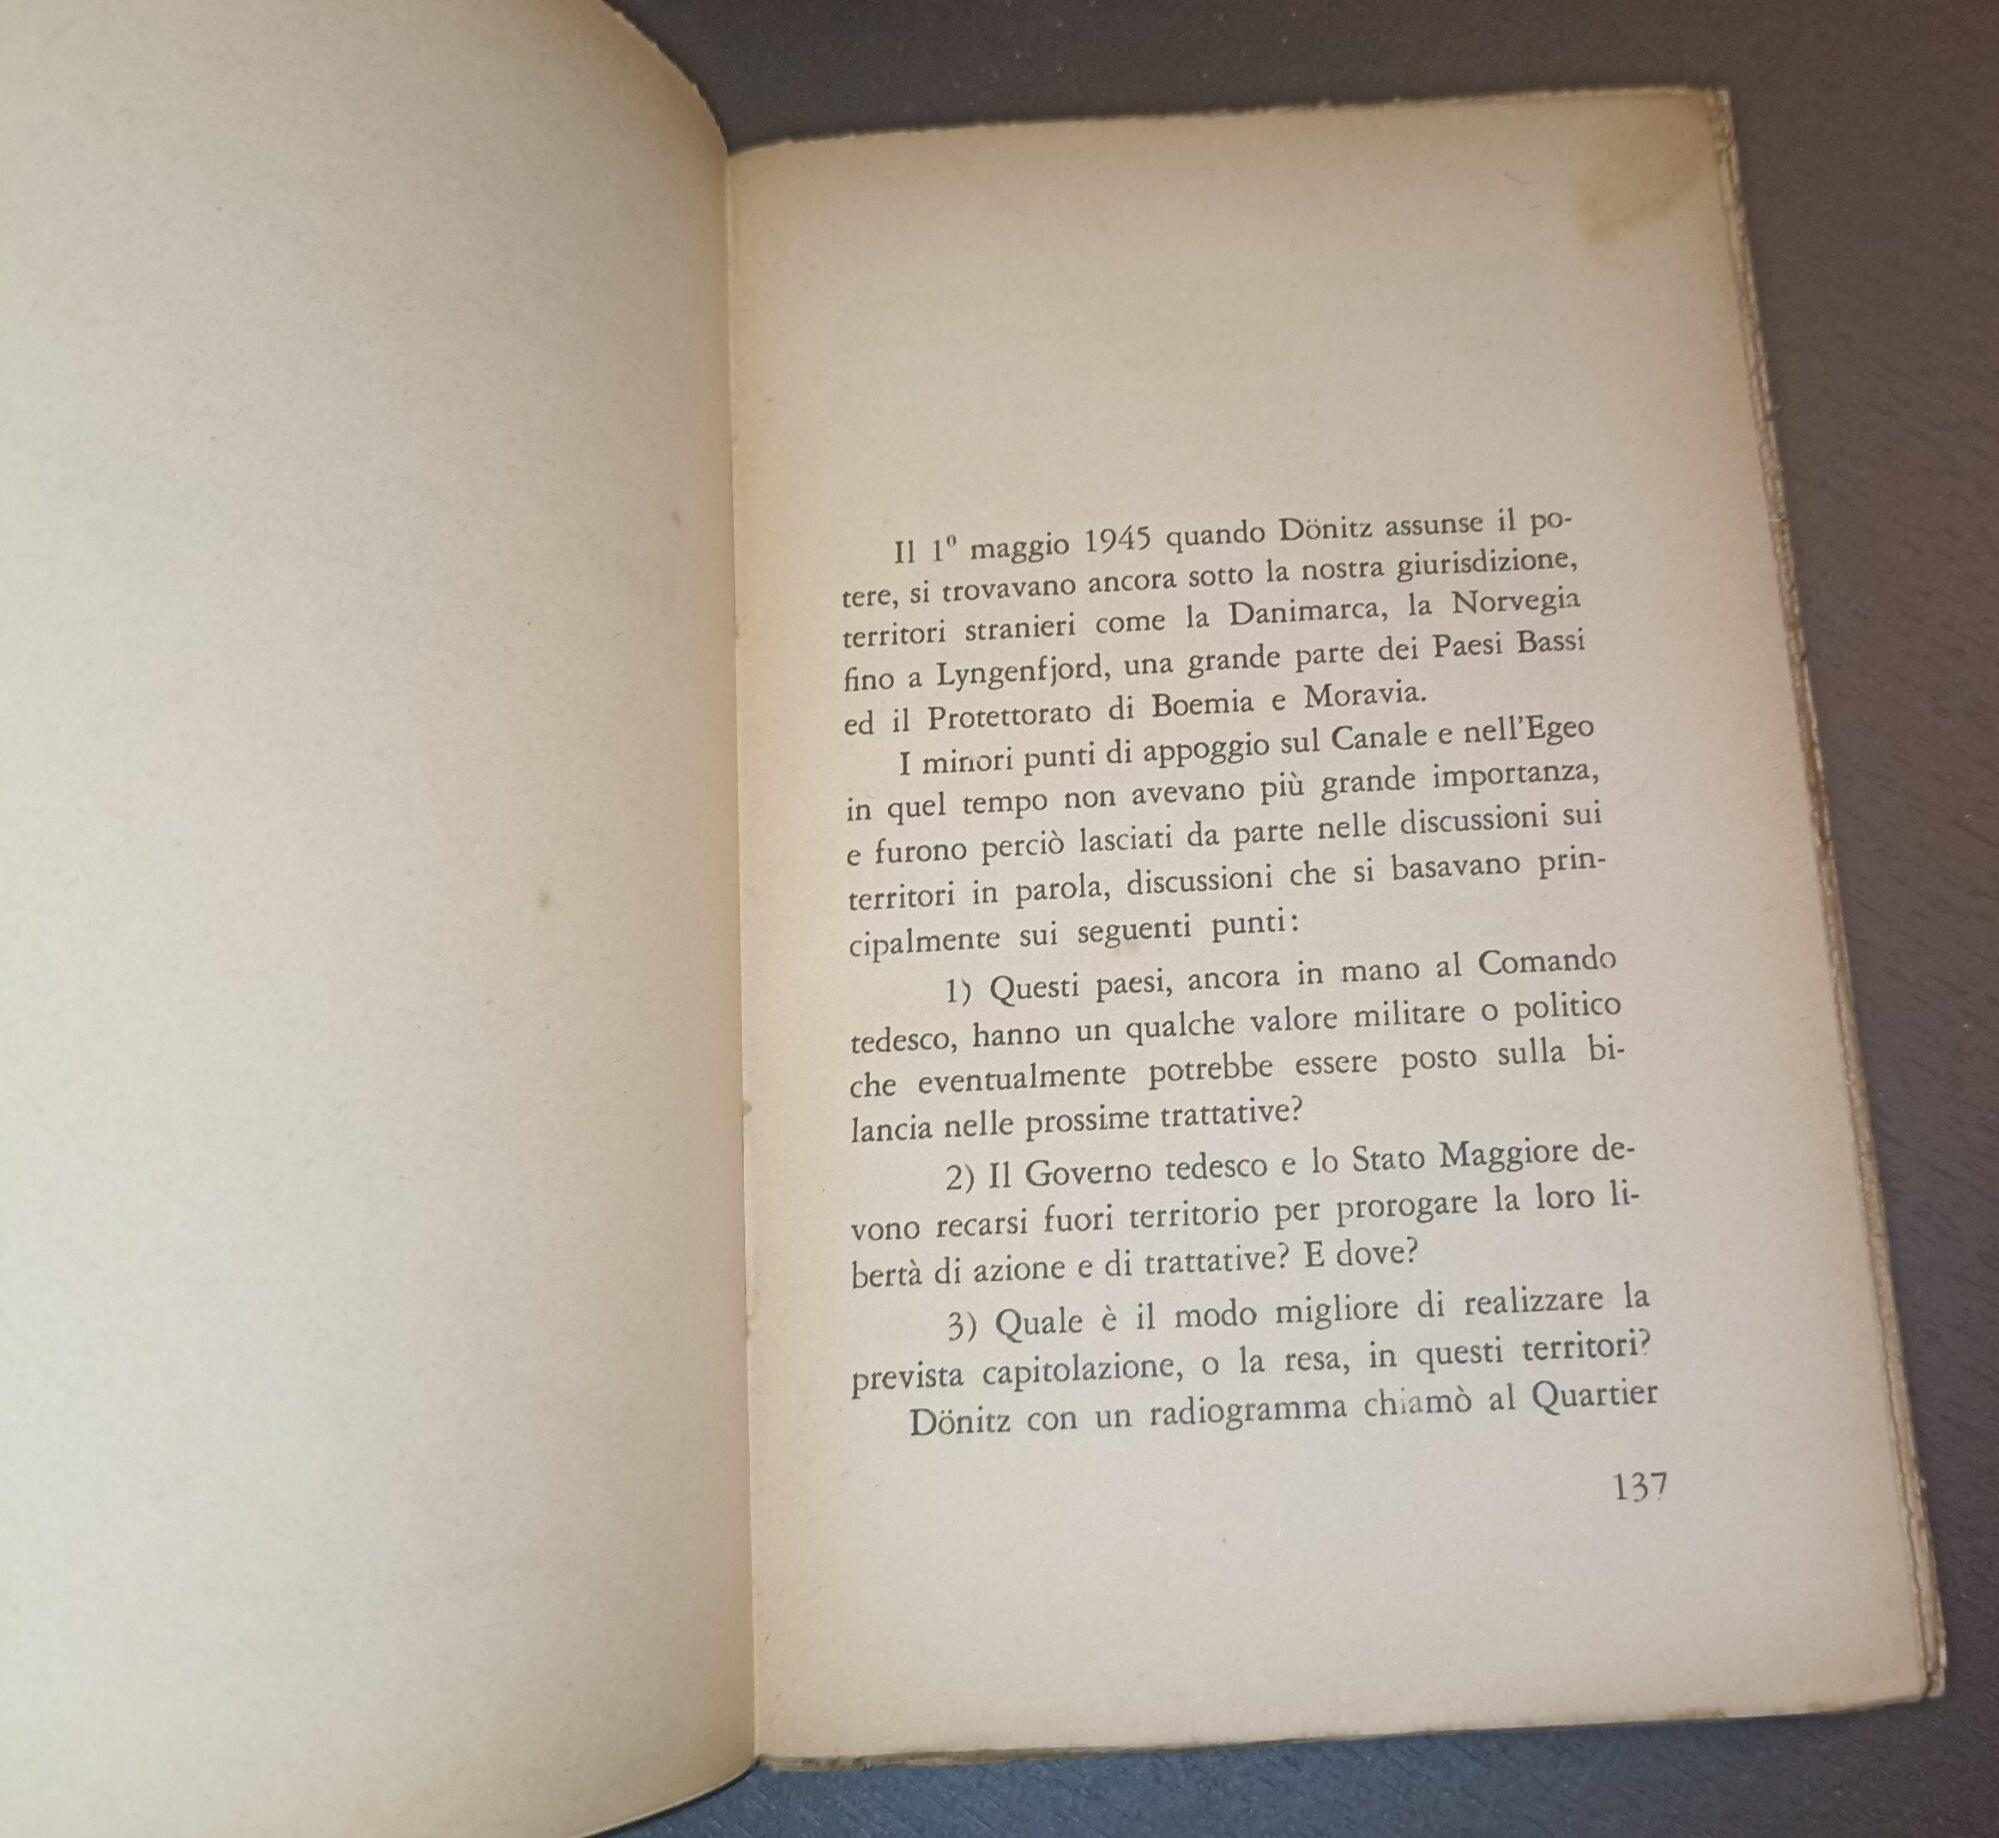 Il 1º maggio 1945 quando Dönitz assunse il po-
tere, si trovavano ancora sotto la nostra giurisdizione,
territori stranieri come la Danimarca, la Norvegia
fino a Lyngenfjord, una grande parte dei Paesi Bassi
ed il Protettorato di Boemia e Moravia.
I minori punti di appoggio sul Canale e nell'Egeo
in quel tempo non avevano più grande importanza,
e furono perciò lasciati da parte nelle discussioni sui
territori in parola, discussioni che si basavano prin-
cipalmente sui seguenti punti:
1) Questi paesi, ancora in mano al Comando
tedesco, hanno un qualche valore militare o politico
che eventualmente potrebbe essere posto sulla bi-
lancia nelle prossime trattative?
2) Il Governo tedesco e lo Stato Maggiore de-
vono recarsi fuori territorio per prorogare la loro li-
bertà di azione e di trattative? E dove?
3) Quale è il modo migliore di realizzare la
prevista capitolazione, o la resa, in questi territori?
Dönitz con un radiogramma chiamò al Quartier
137